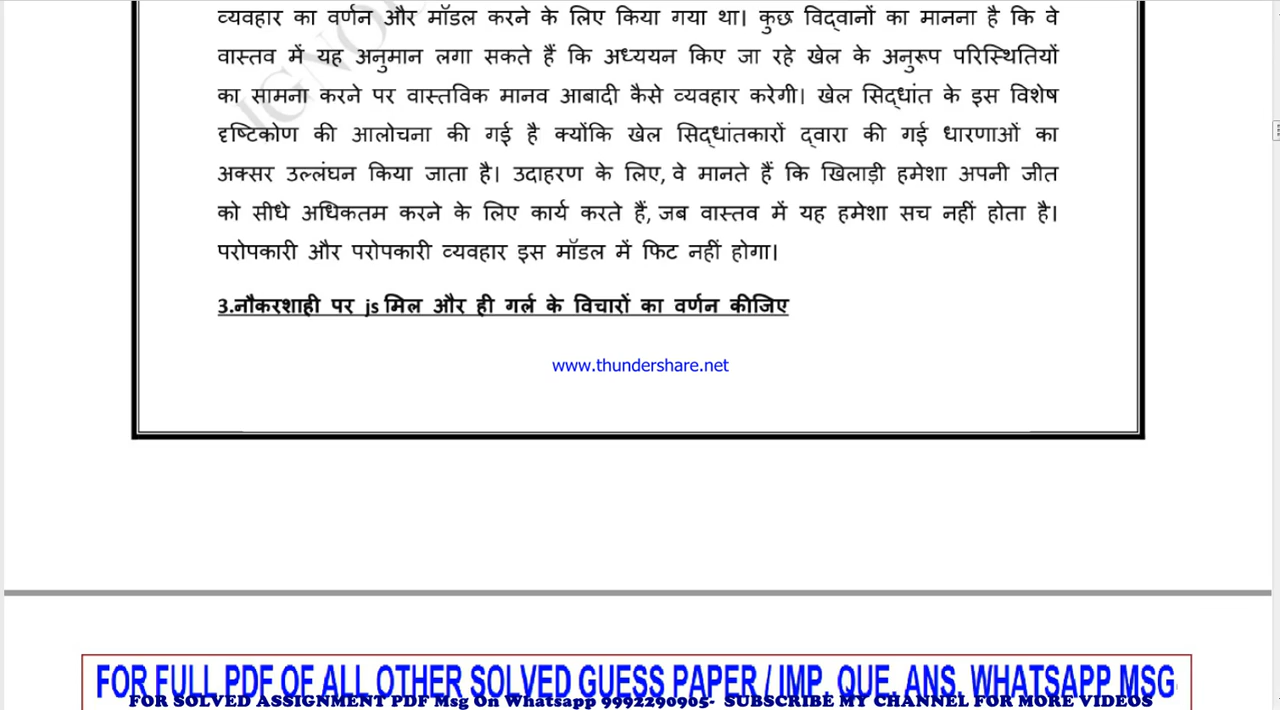 व्यवहार का वर्णन और मॉडल करने के लिए किया गया था। कुछ विद्वानों का मानना है कि वे
वास्तव में यह अनुमान लगा सकते हैं कि अध्ययन किए जा रहे खेल के अनुरूप परिस्थितियों
का सामना करने पर वास्तविक मानव आबादी कैसे व्यवहार करेगी। खेल सिद्धांत के इस विशेष
दृष्टिकोण की आलोचना की गई है क्योंकि खेल सिद्धांतकारों द्वारा की गई धारणाओं का
अक्सर उल्लंघन किया जाता है। उदाहरण के लिए, वे मानते हैं कि खिलाड़ी हमेशा अपनी जीत
को सीधे अधिकतम करने के लिए कार्य करते हैं, जब वास्तव में यह हमेशा सच नहीं होता है।
परोपकारी और परोपकारी व्यवहार इस मॉडल में फिट नहीं होगा।
3.नौकरशाही पर js मिल और ही गर्ल के विचारों का वर्णन कीजिए
www.thundershare.net
FOR FULL PDF OF ALL OTHER SOLVED GUESS PAPER / IMP. QUE. ANS. WHATSAPP MSG
FOR SOLVED ASSIGNMENT PDF Msg On Whatsapp 9992290905- SUBSCRIBE MY CHANNEL FOR MORE VIDEOS